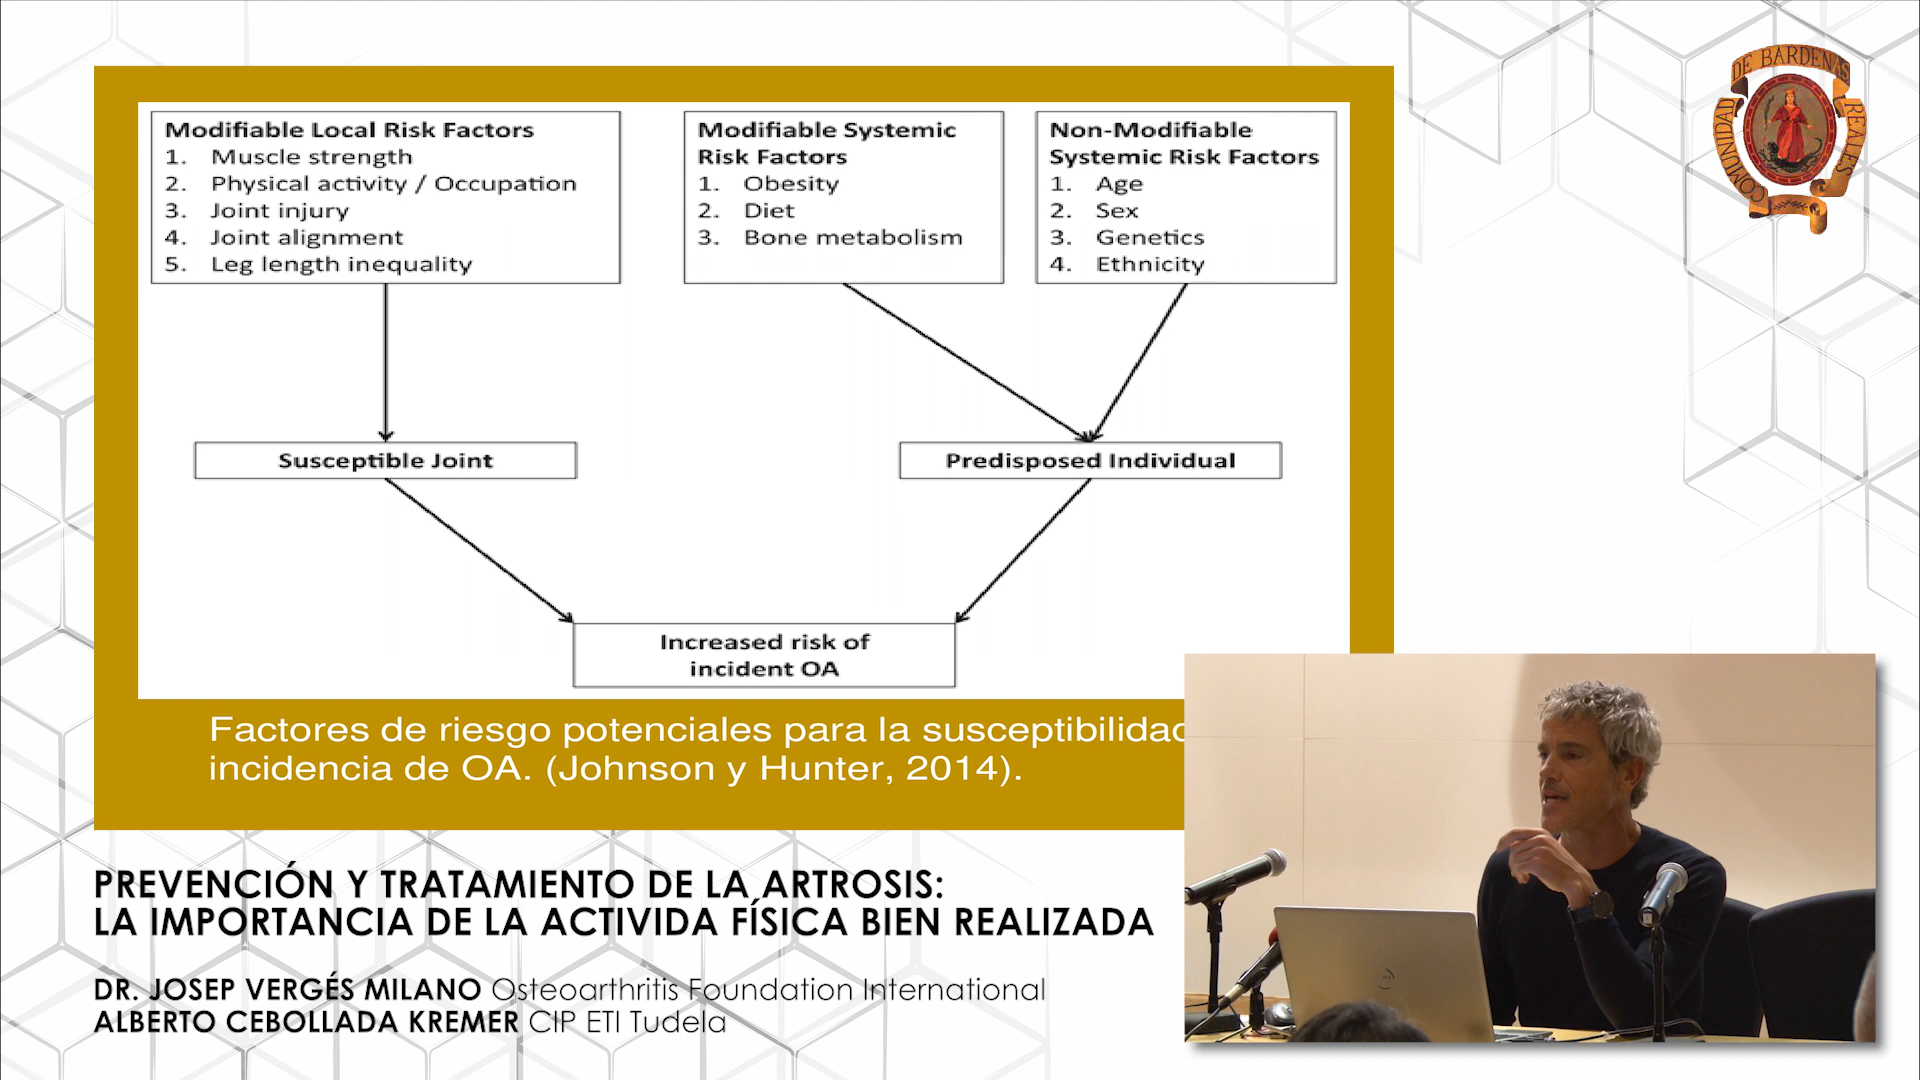 Modifiable Local Risk Factors
1. Muscle strength
2. Physical activity / Occupation
3. Joint injury
4. Joint alignment
5. Leg length inequality
Modifiable Systemic
Risk Factors
1. Obesity
2. Diet
3. Bone metabolism
Non-Modifiable
Systemic Risk Factors
1. Age
2. Sex
3. Genetics
4. Ethnicity
Susceptible Joint
Predisposed Individual
Increased risk of
incident OA
Factores de riesgo potenciales para la
incidencia de OA. (Johnson y Hunter, 2014).
COMUNIDAD DE BARDENAS REALES
PREVENCIÓN Y TRATAMIENTO DE LA ARTROSIS:
LA IMPORTANCIA DE LA ACTIVIDA FÍSICA BIEN REALIZADA
DR. JOSEP VERGÉS MILANO Osteoarthritis Foundation International
ALBERTO CEBOLLADA KREMER CIP ETI Tudela